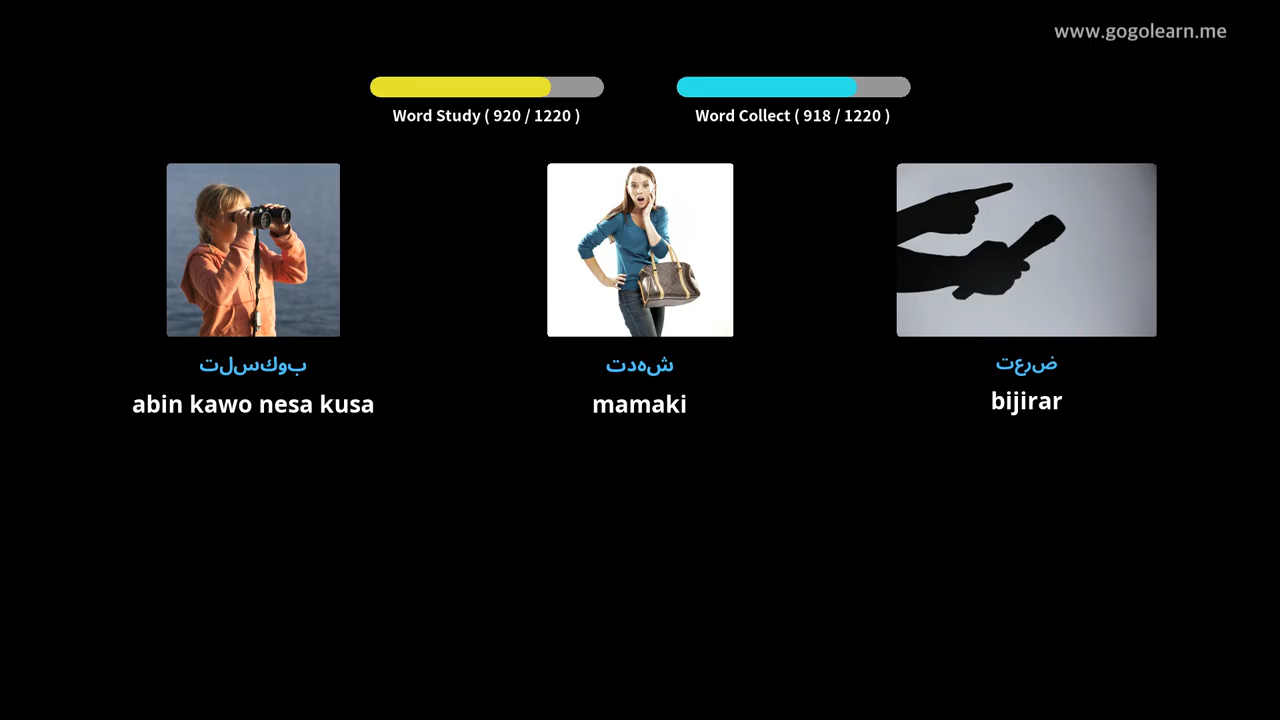 www.gogolearn.me
Word Study ( 920 / 1220 )
Word Collect ( 918 / 1220 )
بوكسلت
شهدت
ضرعت
abin kawo nesa kusa
mamaki
bijirar